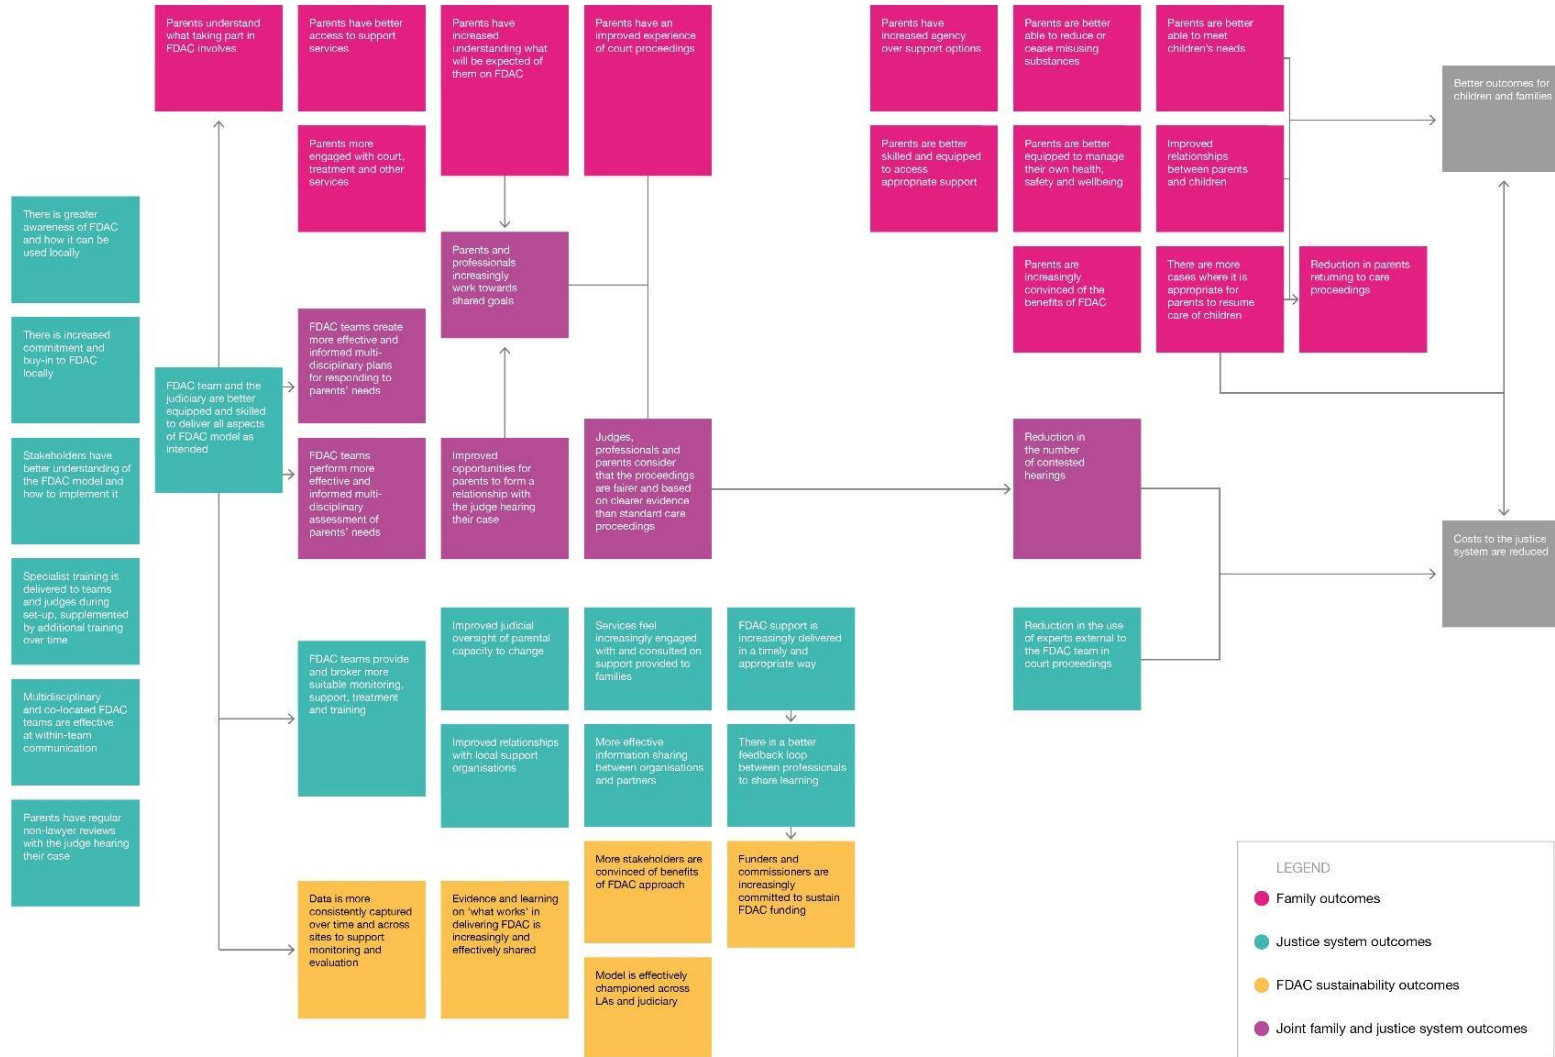 Parents understand
what taking part in
FDAC involves
Parents have better
access to support
services
Parents have
increased
understanding what
will be expected of
them on FDAC
Parents have an
improved experience
of court proceedings
Parents have
increased agency
over support options
Parents are better
able to reduce or
cease misusing
substances
Parents are better
able to meet
children's needs
Better outcomes for
children and families
Parents more
engaged with court,
treatment and other
services
Parents are better
skilled and equipped
to access
appropriate support
Parents are better
equipped to manage
their own health,
safety and wellbeing
Improved
relationships
between parents
and children
There is greater
awareness of FDAC
and how it can be
used locally
Parents and
professionals
increasingly
work towards
shared goals
Parents are
increasingly
convinced of the
benefits of FDAC
There are more
cases where it is
appropriate for
parents to resume
care of children
Reduction in parents
returning to care
proceedings
There is increased
commitment and
buy-in to FDAC
locally
FDAC team and the
judiciary are better
equipped and skilled
to deliver all aspects
of FDAC model as
intended
FDAC teams create
more effective and
informed multi-
disciplinary plans
for responding to
parents' needs
Stakeholders have
better understanding of
the FDAC model and
how to implement it
FDAC teams
perform more
effective and
informed multi-
disciplinary
assessment of
parents' needs
Improved
opportunities for
parents to form a
relationship with
the judge hearing
their case
Judges,
professionals and
parents consider
that the proceedings
are fairer and based
on clearer evidence
than standard care
proceedings
Reduction in
the number
of contested
hearings
Costs to the justice
system are reduced
Specialist training is
delivered to teams
and judges during
set-up, supplemented
by additional training
over time
FDAC teams provide
and broker more
suitable monitoring,
support, treatment
and training
Improved judicial
oversight of parental
capacity to change
Services feel
increasingly engaged
with and consulted on
support provided to
families
FDAC support is
increasingly delivered
in a timely and
appropriate way
Reduction in the use
of experts external to
the FDAC team in
court proceedings
Multidisciplinary
and co-located FDAC
teams are effective
at within-team
communication
Improved relationships
with local support
organisations
More effective
information sharing
between organisations
and partners
There is a better
feedback loop
between professionals
to share learning
Parents have regular
non-lawyer reviews
with the judge hearing
their case
Data is more
consistently captured
over time and across
sites to support
monitoring and
evaluation
Evidence and learning
on 'what works' in
delivering FDAC is
increasingly and
effectively shared
More stakeholders are
convinced of benefits
of FDAC approach
Funders and
commissioners are
increasingly
committed to sustain
FDAC funding
Model is effectively
championed across
LAs and judiciary
LEGEND
Family outcomes
Justice system outcomes
FDAC sustainability outcomes
Joint family and justice system outcomes